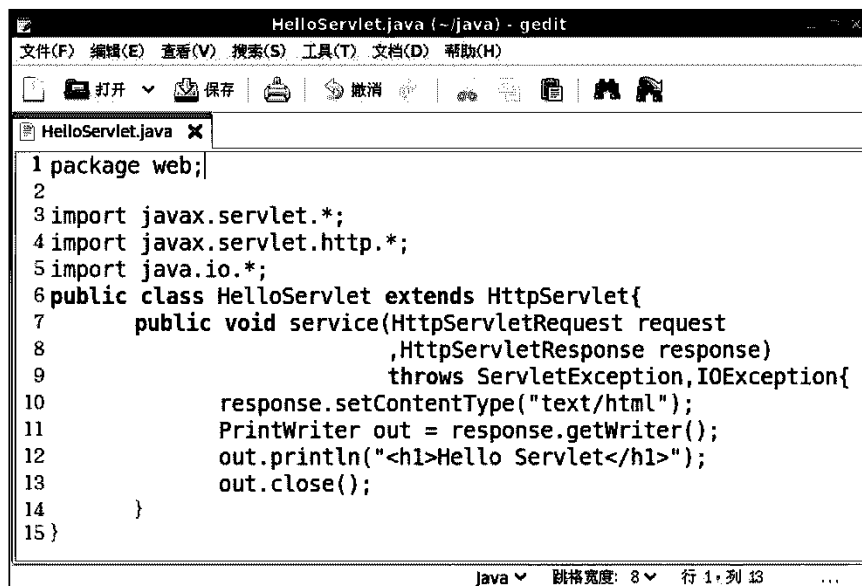 HelloServlet.java (~/java) - gedit
文件(F) 编辑(E) 查看(V) 搜索(S) 工具(T) 文档(D) 帮助(H)
打开 保存 撤消
HelloServlet.java
1 package web;
2
3 import javax.servlet.*;
4 import javax.servlet.http.*;
5 import java.io.*;
6 public class HelloServlet extends HttpServlet{
7 public void service(HttpServletRequest request
8 ,HttpServletResponse response)
9 throws ServletException,IOException{
10 response.setContentType("text/html");
11 PrintWriter out = response.getWriter();
12 out.println("<h1>Hello Servlet</h1>");
13 out.close();
14 }
15 }
Java 跳格宽度: 8 行 1, 列 13 ...